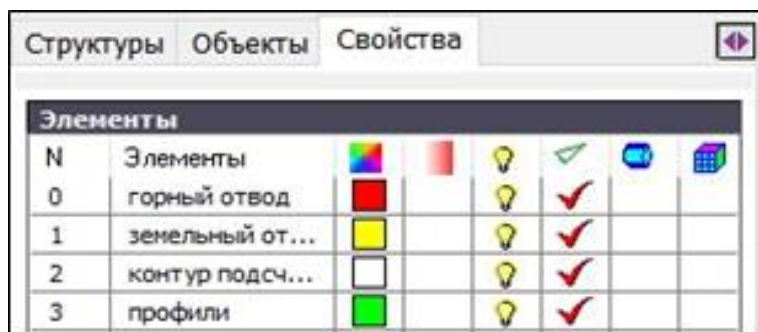 Структуры Объекты Свойства
Элементы
N Элементы
0 горный отвод
1 земельный от...
2 контур подсч...
3 профили